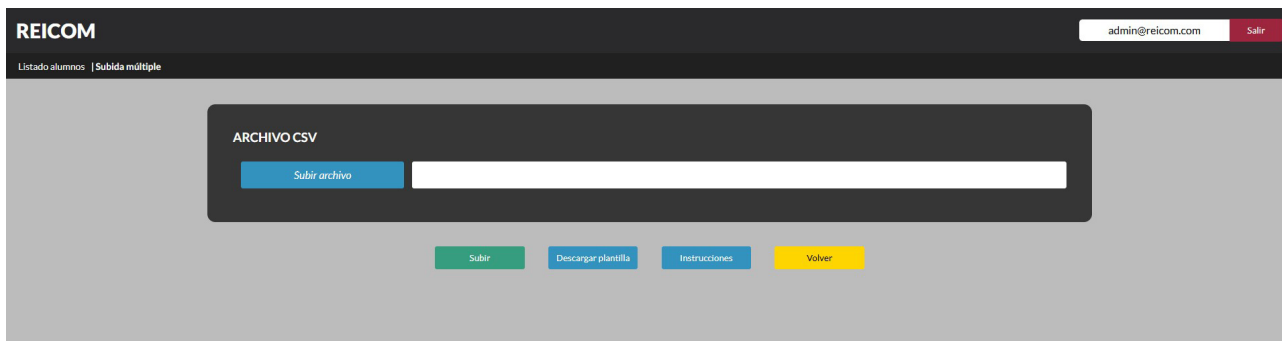 REICOM
admin@reicom.com Salir
Listado alumnos | Subida múltiple
ARCHIVO CSV
Subir archivo
Subir Descargar plantilla Instrucciones Volver